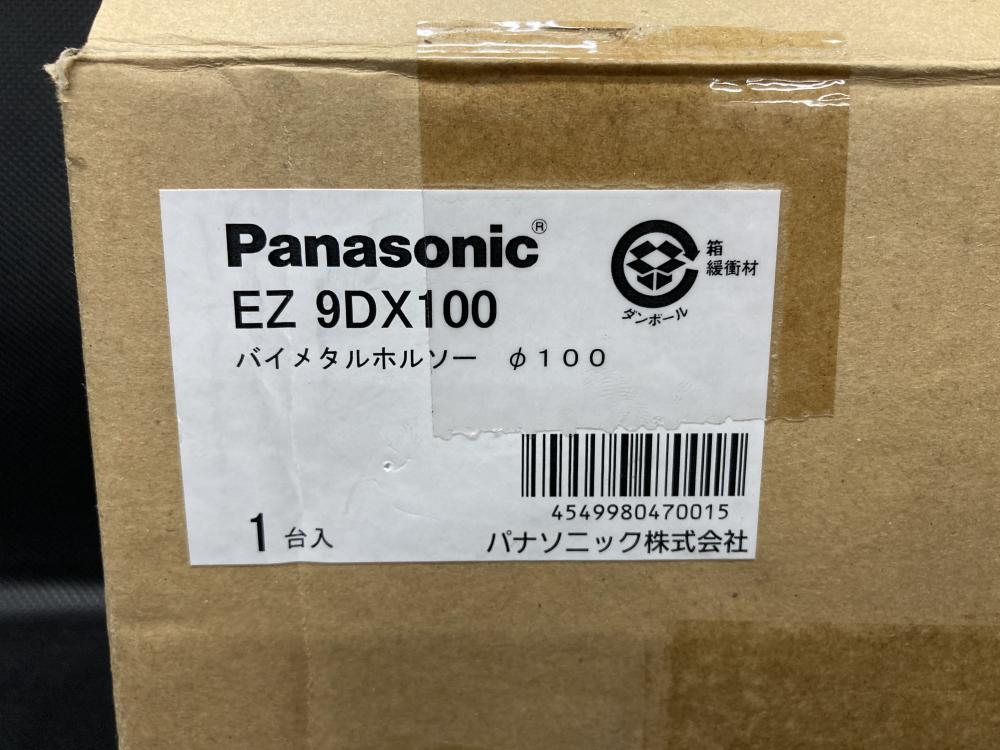 Panasonic®
EZ 9DX100
バイメタルホルソー φ100
箱
緩衝材
ダンボール
4549980470015
1 台入
パナソニック株式会社